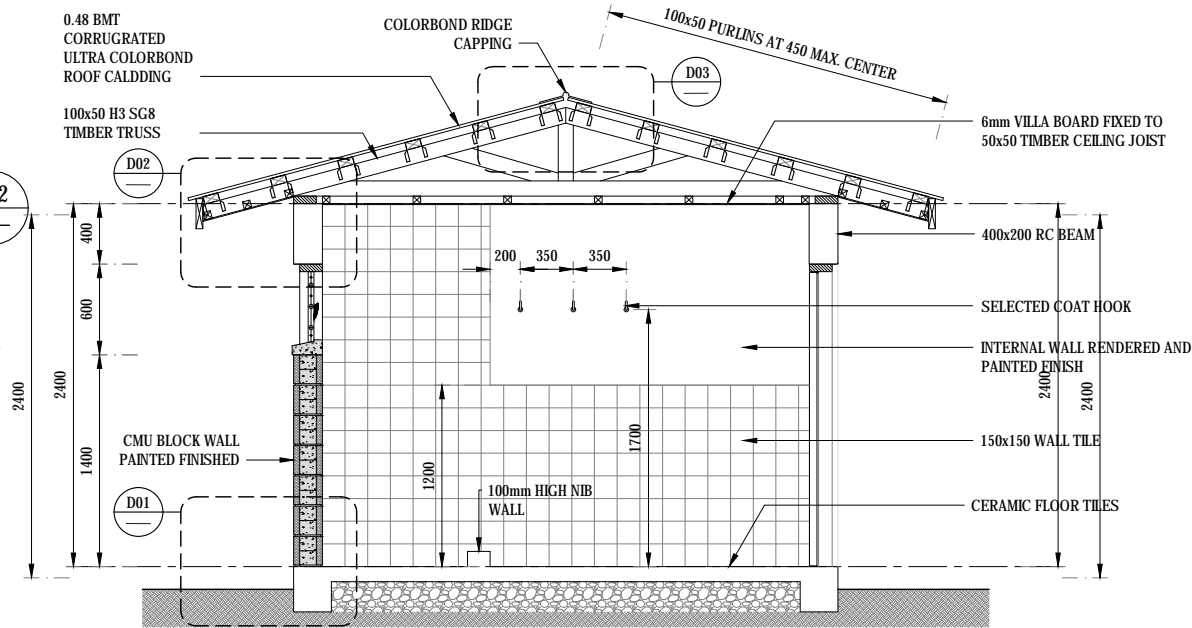 0.48 BMT
CORRUGRATED
ULTRA COLORBOND
ROOF CALDDING
COLORBOND RIDGE
CAPPING
100x50 PURLINS AT 450 MAX. CENTER
D03
100x50 H3 SG8
TIMBER TRUSS
6mm VILLA BOARD FIXED TO
50x50 TIMBER CEILING JOIST
D02
2
400
600
1400
2400
2400
200
350
350
400x200 RC BEAM
SELECTED COAT HOOK
INTERNAL WALL RENDERED AND
PAINTED FINISH
2400
2400
150x150 WALL TILE
CMU BLOCK WALL
PAINTED FINISHED
1200
1700
100mm HIGH NIB
WALL
D01
CERAMIC FLOOR TILES